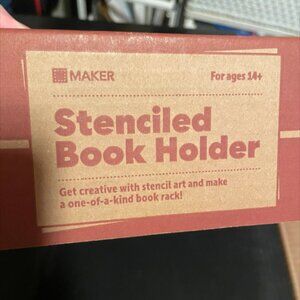 MAKER
For ages 14+
Stenciled
Book Holder
Get creative with stencil art and make
a one-of-a-kind book rack!